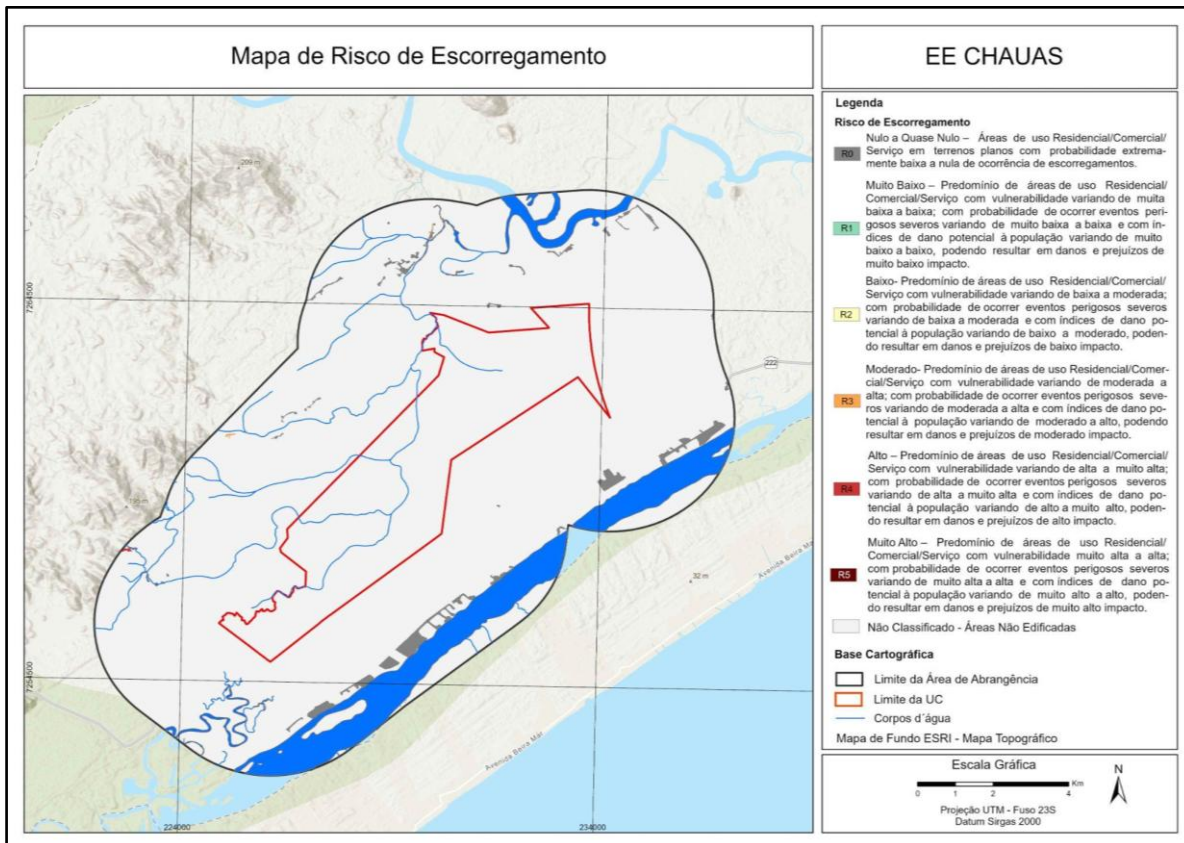 Mapa de Risco de Escorregamento
EE CHAUAS
209 m
222
32 m
Avenida Beira Mar
Avenida Beira Mar
7264500
7254500
224000
234000
Legenda
Risco de Escorregamento
R0
Nulo a Quase Nulo – Áreas de uso Residencial/Comercial/
Serviço em terrenos planos com probabilidade extrema-
mente baixa a nula de ocorrência de escorregamentos.
R1
Muito Baixo – Predomínio de áreas de uso Residencial/
Comercial/Serviço com vulnerabilidade variando de muita
baixa a baixa; com probabilidade de ocorrer eventos peri-
gosos severos variando de muito baixa a baixa e com ín-
dices de dano potencial à população variando de muito
baixo a baixo, podendo resultar em danos e prejuízos de
muito baixo impacto.
R2
Baixo- Predomínio de áreas de uso Residencial/Comercial/
Serviço com vulnerabilidade variando de baixa a moderada;
com probabilidade de ocorrer eventos perigosos severos
variando de baixa a moderada e com índices de dano po-
tencial à população variando de baixo a moderado, poden-
do resultar em danos e prejuízos de baixo impacto.
R3
Moderado- Predomínio de áreas de uso Residencial/Comer-
cial/Serviço com vulnerabilidade variando de moderada a
alta; com probabilidade de ocorrer eventos perigosos seve-
ros variando de moderada a alta e com índices de dano po-
tencial à população variando de moderado a alto, podendo
resultar em danos e prejuízos de moderado impacto.
R4
Alto – Predomínio de áreas de uso Residencial/Comercial/
Serviço com vulnerabilidade variando de alta a muito alta;
com probabilidade de ocorrer eventos perigosos severos
variando de alta a muito alta e com índices de dano po-
tencial à população variando de alto a muito alto, poden-
do resultar em danos e prejuízos de alto impacto.
R5
Muito Alto – Predomínio de áreas de uso Residencial/
Comercial/Serviço com vulnerabilidade muito alta a alta;
com probabilidade de ocorrer eventos perigosos severos
variando de muito alta a alta e com índices de dano po-
tencial à população variando de muito alto a alto, poden-
do resultar em danos e prejuízos de muito alto impacto.
Não Classificado - Áreas Não Edificadas
Base Cartográfica
Limite da Área de Abrangência
Limite da UC
Corpos d´água
Mapa de Fundo ESRI - Mapa Topográfico
Escala Gráfica
Km
0 1 2 4
N
Projeção UTM - Fuso 23S
Datum Sirgas 2000